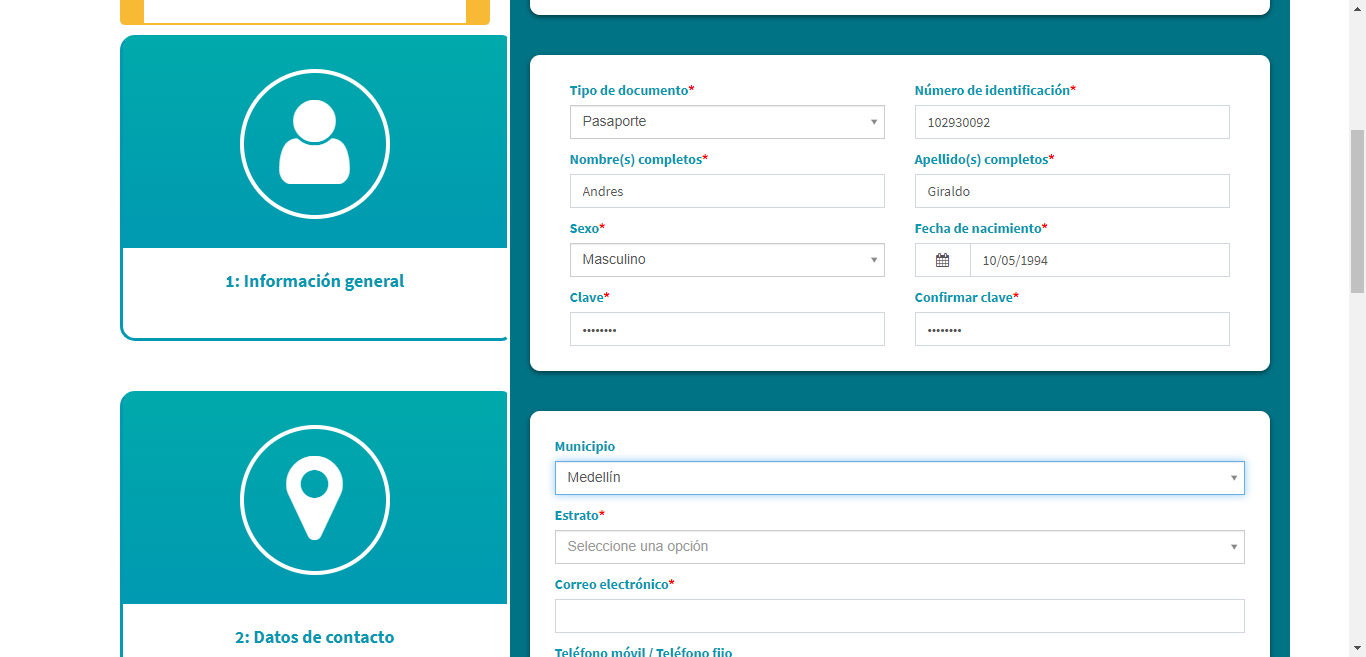 1: Información general
Tipo de documento*
Número de identificación*
Pasaporte
102930092
Nombre(s) completos*
Apellido(s) completos*
Andres
Giraldo
Sexo*
Fecha de nacimiento*
Masculino
10/05/1994
Clave*
Confirmar clave*
••••••••
••••••••
2: Datos de contacto
Municipio
Medellín
Estrato*
Seleccione una opción
Correo electrónico*
Teléfono móvil / Teléfono fijo